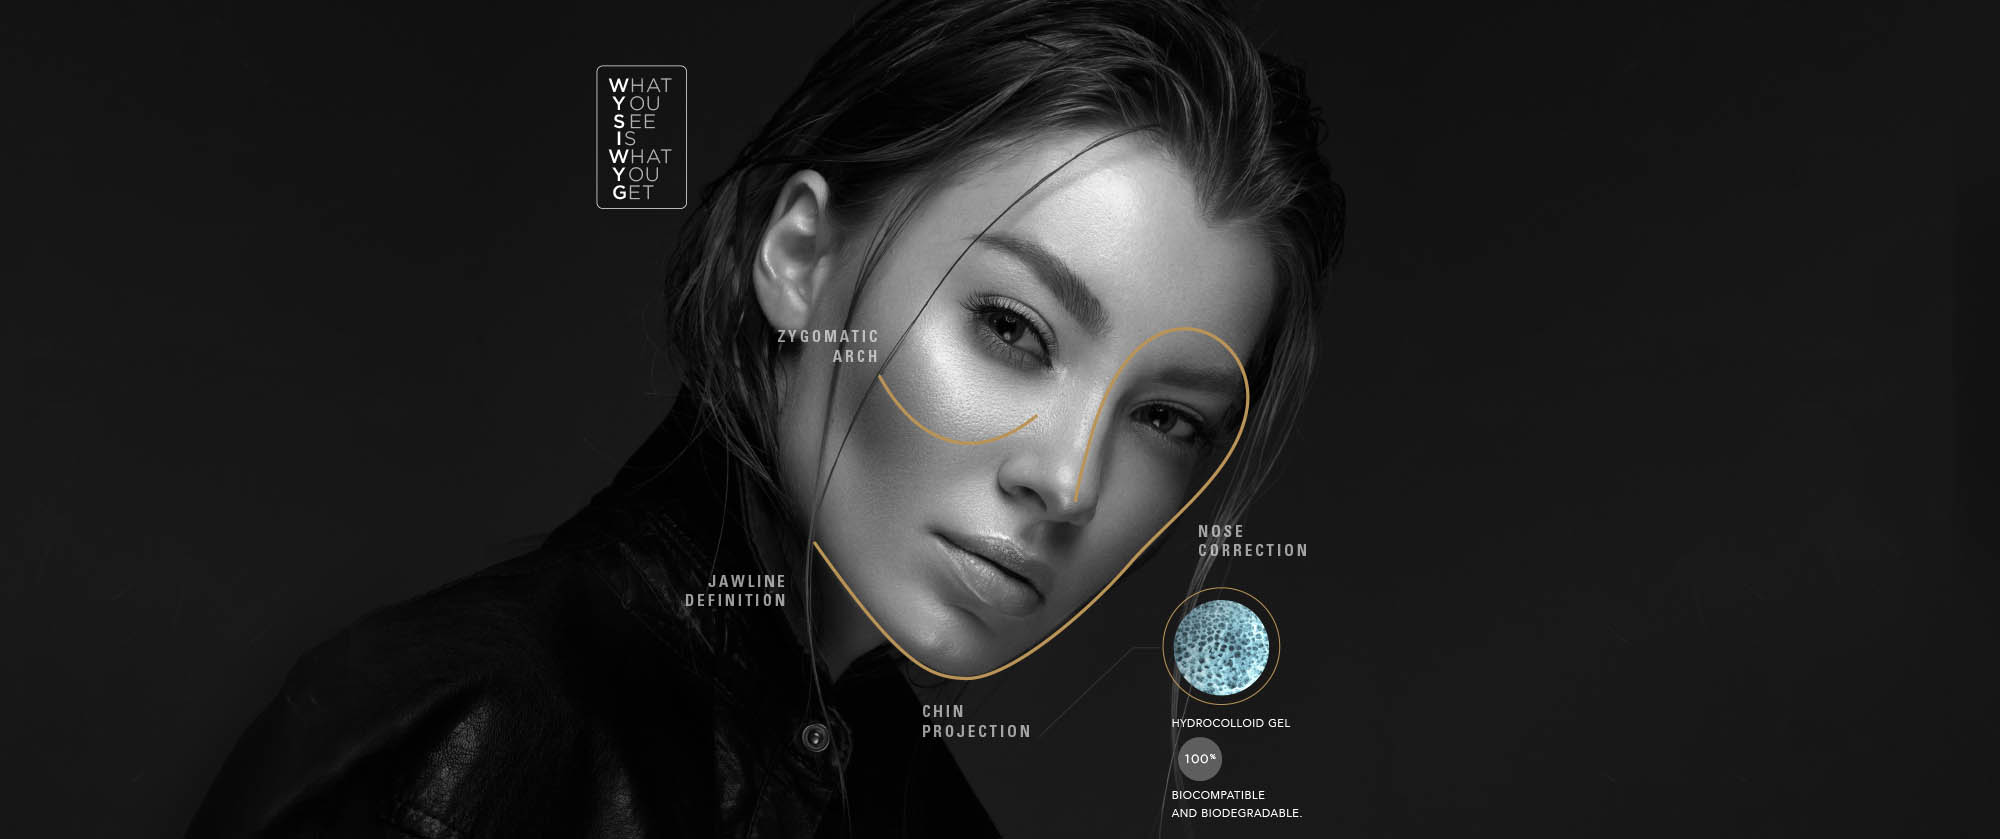 WHAT
YOU
SEE
IS
WHAT
YOU
GET
ZYGOMATIC
ARCH
NOSE
CORRECTION
JAWLINE
DEFINITION
CHIN
PROJECTION
HYDROCOLLOID GEL
100%
BIOCOMPATIBLE
AND BIODEGRADABLE.